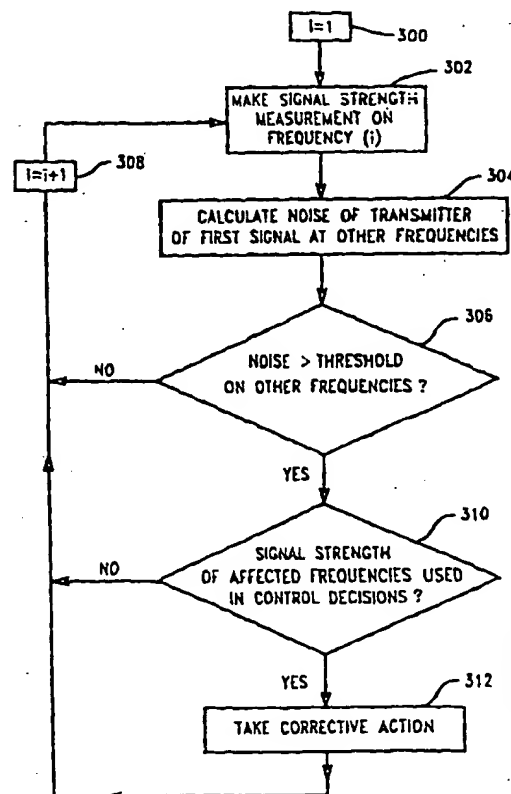 i=1
300
302
MAKE SIGNAL STRENGTH
MEASUREMENT ON
FREQUENCY (i)
308
i=i+1
304
CALCULATE NOISE OF TRANSMITTER
OF FIRST SIGNAL AT OTHER FREQUENCIES
306
NOISE > THRESHOLD
ON OTHER FREQUENCIES ?
NO
YES
310
SIGNAL STRENGTH
OF AFFECTED FREQUENCIES USED
IN CONTROL DECISIONS ?
NO
YES
312
TAKE CORRECTIVE ACTION